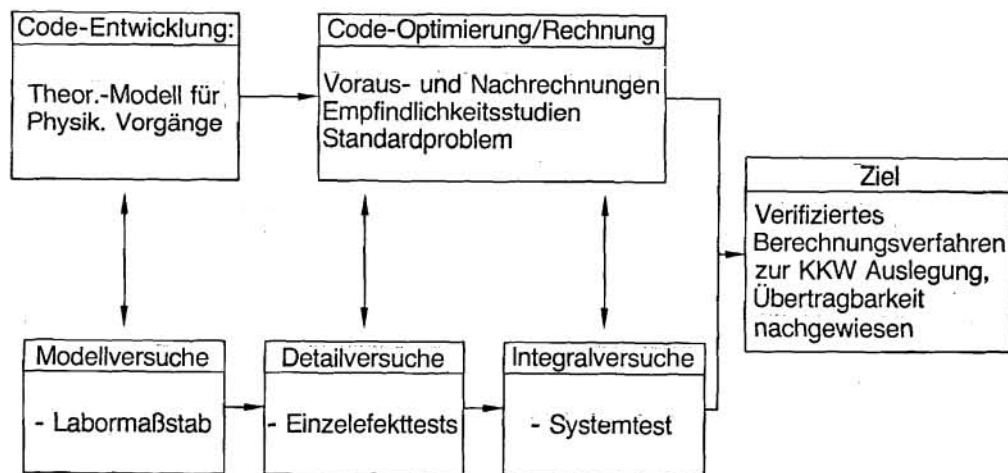 Code-Entwicklung:
Theor.-Modell für
Physik. Vorgänge
Code-Optimierung/Rechnung
Voraus- und Nachrechnungen
Empfindlichkeitsstudien
Standardproblem
Ziel
Verifiziertes
Berechnungsverfahren
zur KKW Auslegung,
Übertragbarkeit
nachgewiesen
Modellversuche
- Labormaßstab
Detailversuche
- Einzelefekttests
Integralversuche
- Systemtest